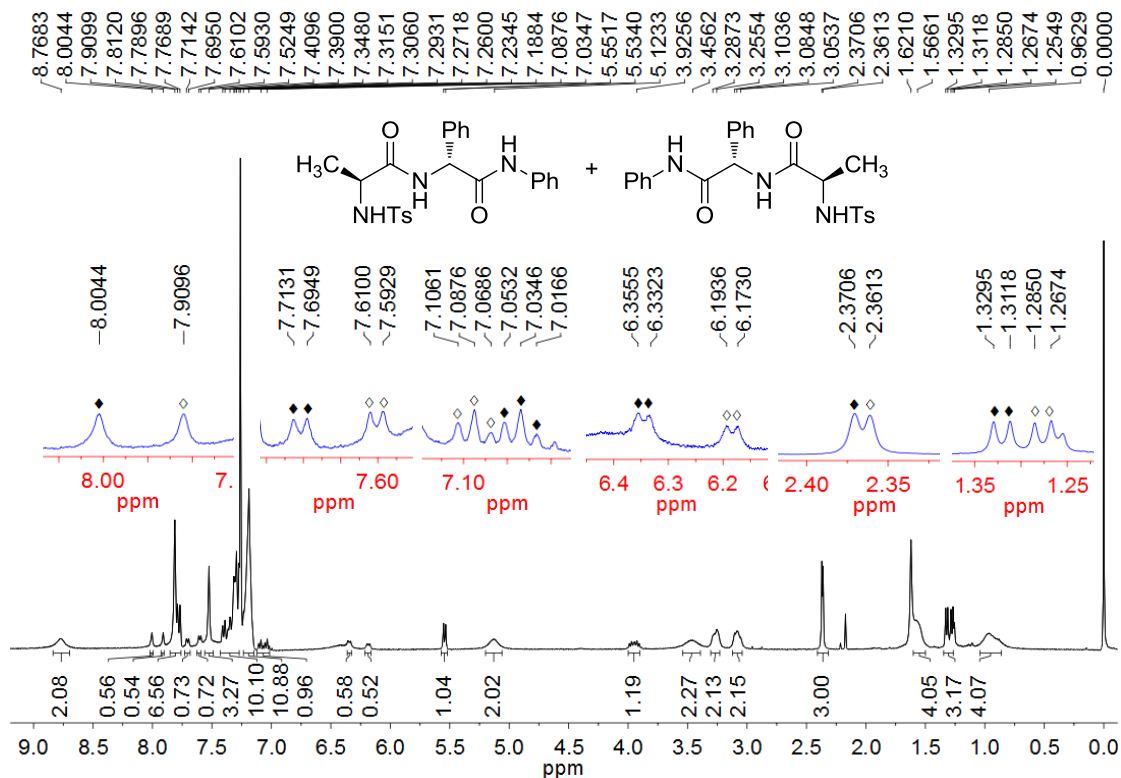 8.7683 8.0044 7.9099 7.8120 7.7896 7.7689 7.7142 7.6950 7.6102 7.5930 7.5249 7.4096 7.3900 7.3480 7.3151 7.3060 7.2931 7.2718 7.2600 7.2345 7.1884 7.0876 7.0347 5.5517 5.5340 5.1233 3.9256 3.4562 3.2873 3.2554 3.1036 3.0848 3.0537 2.3706 2.3613 1.6210 1.5661 1.3295 1.3118 1.2850 1.2674 1.2549 0.9629 0.0000
O Ph Ph O
H3C N H H N Ph + Ph H N N H CH3
NHTs O O NHTs
8.0044 7.9096 7.7131 7.6949 7.6100 7.5929 7.1061 7.0876 7.0686 7.0532 7.0346 7.0166 6.3555 6.3323 6.1936 6.1730 2.3706 2.3613 1.3295 1.3118 1.2850 1.2674
8.00 7. 7.60 7.10 6.4 6.3 6.2 6 2.40 2.35 1.35 1.25
ppm ppm ppm ppm ppm ppm
2.08 0.56 0.54 6.56 0.73 0.72 3.27 10.10 10.88 0.96 0.58 0.52 1.04 2.02 1.19 2.27 2.13 2.15 3.00 4.05 3.17 4.07
9.0 8.5 8.0 7.5 7.0 6.5 6.0 5.5 5.0 4.5 4.0 3.5 3.0 2.5 2.0 1.5 1.0 0.5 0.0
ppm